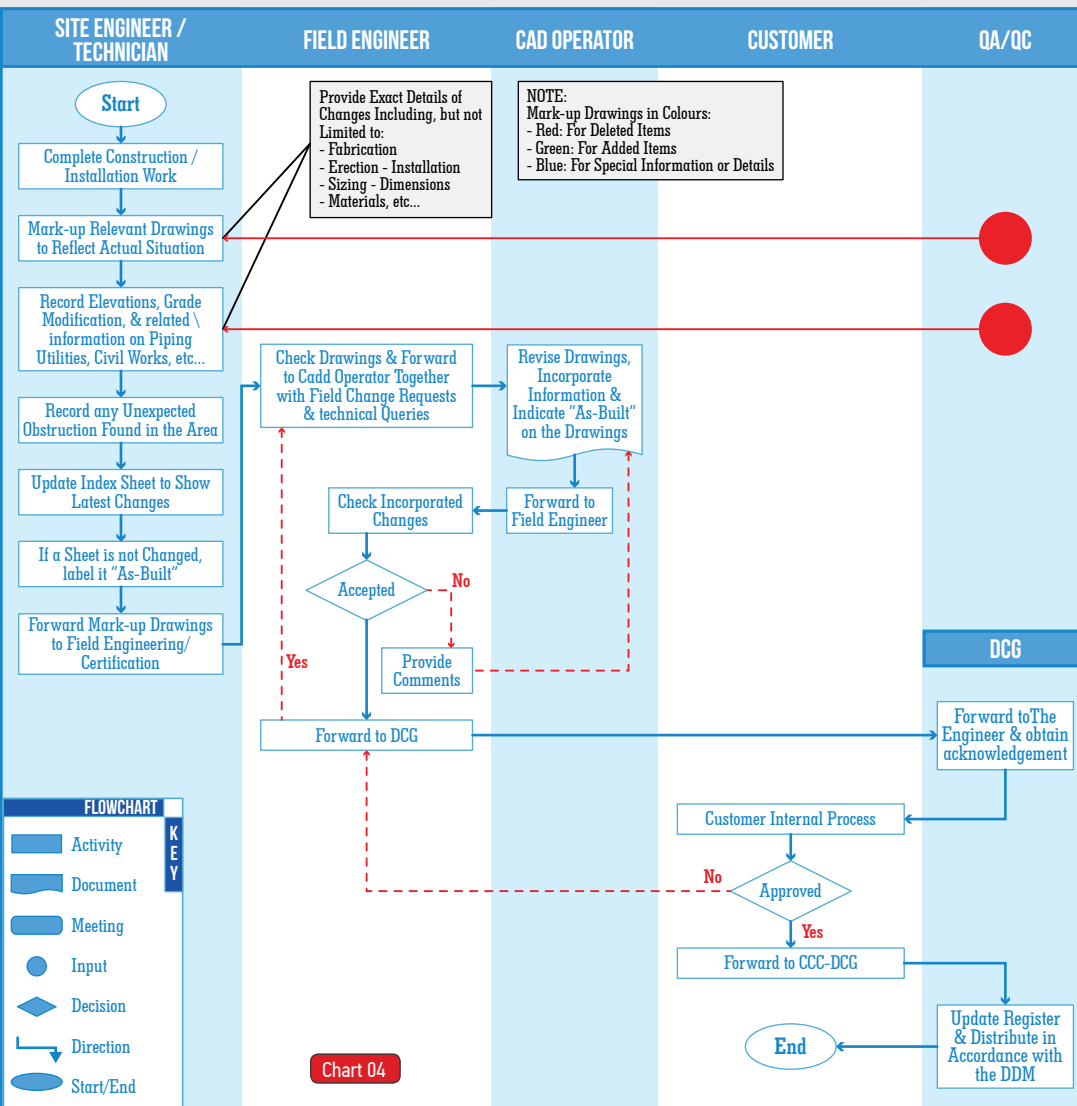 SITE ENGINEER /
TECHNICIAN
FIELD ENGINEER
CAD OPERATOR
CUSTOMER
QA/QC
Start
Complete Construction /
Installation Work
Mark-up Relevant Drawings
to Reflect Actual Situation
Record Elevations, Grade
Modification, & related \
information on Piping
Utilities, Civil Works, etc...
Record any Unexpected
Obstruction Found in the Area
Update Index Sheet to Show
Latest Changes
If a Sheet is not Changed,
label it “As-Built”
Forward Mark-up Drawings
to Field Engineering/
Certification
Provide Exact Details of
Changes Including, but not
Limited to:
- Fabrication
- Erection - Installation
- Sizing - Dimensions
- Materials, etc...
NOTE:
Mark-up Drawings in Colours:
- Red: For Deleted Items
- Green: For Added Items
- Blue: For Special Information or Details
Check Drawings & Forward
to Cadd Operator Together
with Field Change Requests
& technical Queries
Revise Drawings,
Incorporate
Information &
Indicate “As-Built”
on the Drawings
Check Incorporated
Changes
Forward to
Field Engineer
Accepted
No
Yes
Provide
Comments
Forward to DCG
DCG
Forward toThe
Engineer & obtain
acknowledgement
Customer Internal Process
No
Approved
Yes
Forward to CCC-DCG
Update Register
& Distribute in
Accordance with
the DDM
End
FLOWCHART
K
E
Y
Activity
Document
Meeting
Input
Decision
Direction
Start/End
Chart 04